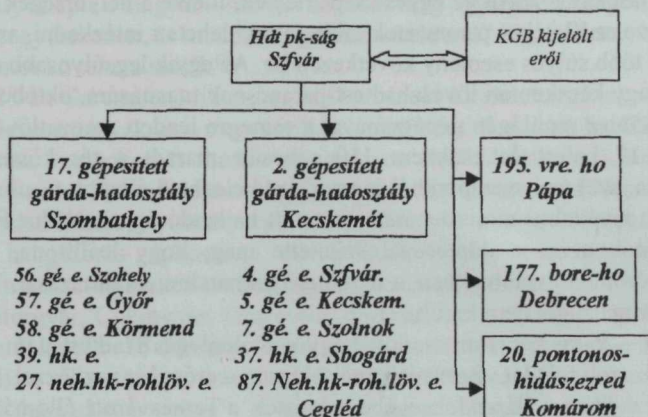 Hdt pk-ság
Szfvár
KGB kijelölt
erői
17. gépesített
gárda-hadosztály
Szombathely
2. gépesített
gárda-hadosztály
Kecskemét
195. vre. ho
Pápa
177. bore-ho
Debrecen
20. pontonos-
hidászezred
Komárom
56. gé. e. Szohely
57. gé. e. Győr
58. gé. e. Körmend
39. hk. e.
27. neh.hk-rohlöv. e.
4. gé. e. Szfvár.
5. gé. e. Kecskem.
7. gé. e. Szolnok
37. hk. e. Sbogárd
87. Neh.hk-roh.löv. e.
Cegléd